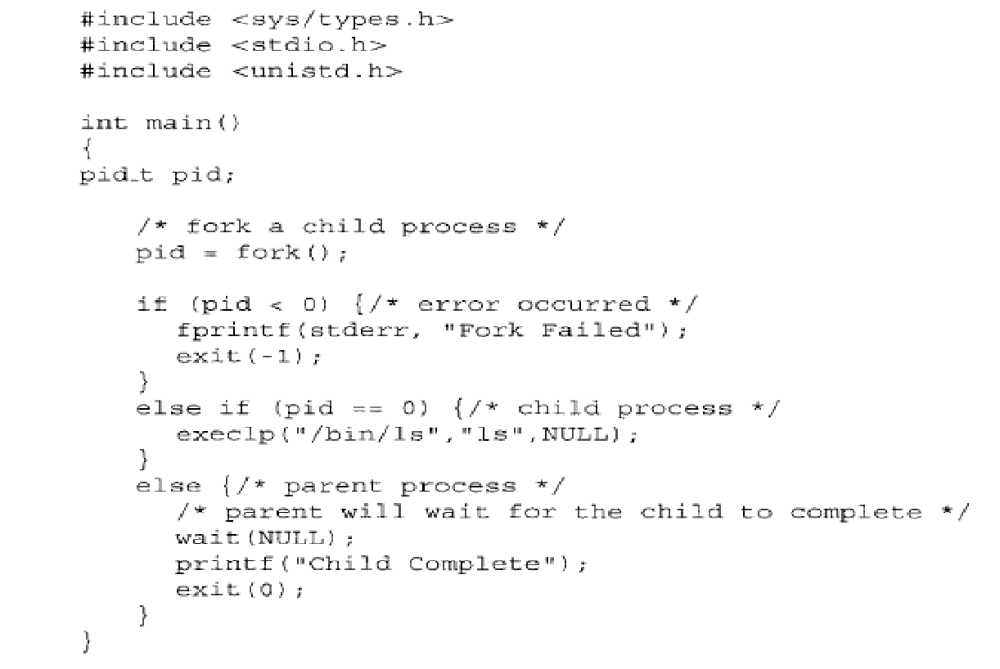 #include <sys/types.h>
#include <stdio.h>
#include <unistd.h>
int main()
{
pid_t pid;
/* fork a child process */
pid = fork();
if (pid < 0) {/* error occurred */
fprintf(stderr, "Fork Failed");
exit(-1);
}
else if (pid == 0) {/* child process */
execlp("/bin/ls","ls",NULL);
}
else {/* parent process */
/* parent will wait for the child to complete */
wait(NULL);
printf("Child Complete");
exit(0);
}
}